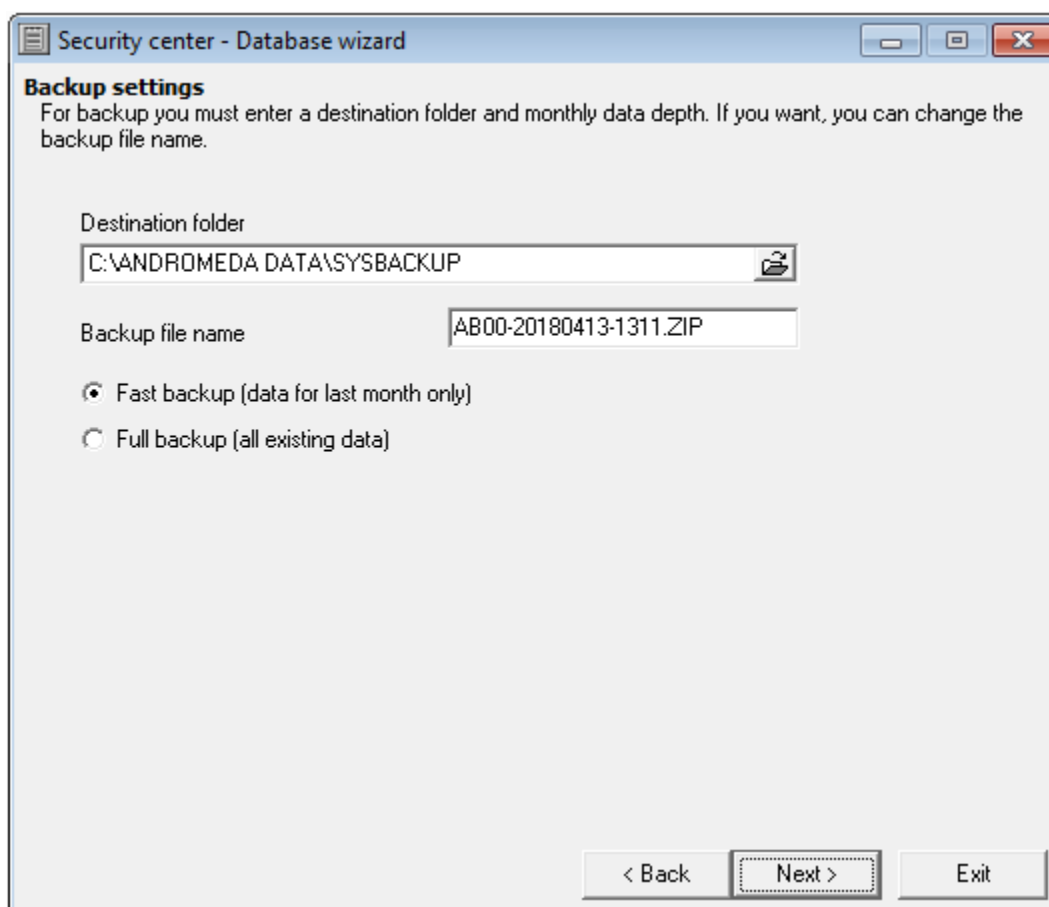 Security center - Database wizard
Backup settings
For backup you must enter a destination folder and monthly data depth. If you want, you can change the
backup file name.
Destination folder
C:\ANDROMEDA DATA\SYSBACKUP
Backup file name
AB00-20180413-1311.ZIP
Fast backup (data for last month only)
Full backup (all existing data)
< Back
Next >
Exit